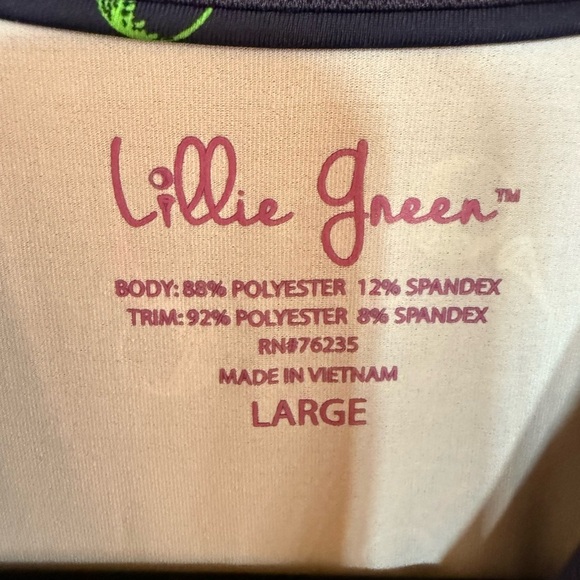 Lillie green™
BODY: 88% POLYESTER 12% SPANDEX
TRIM: 92% POLYESTER 8% SPANDEX
RN#76235
MADE IN VIETNAM
LARGE